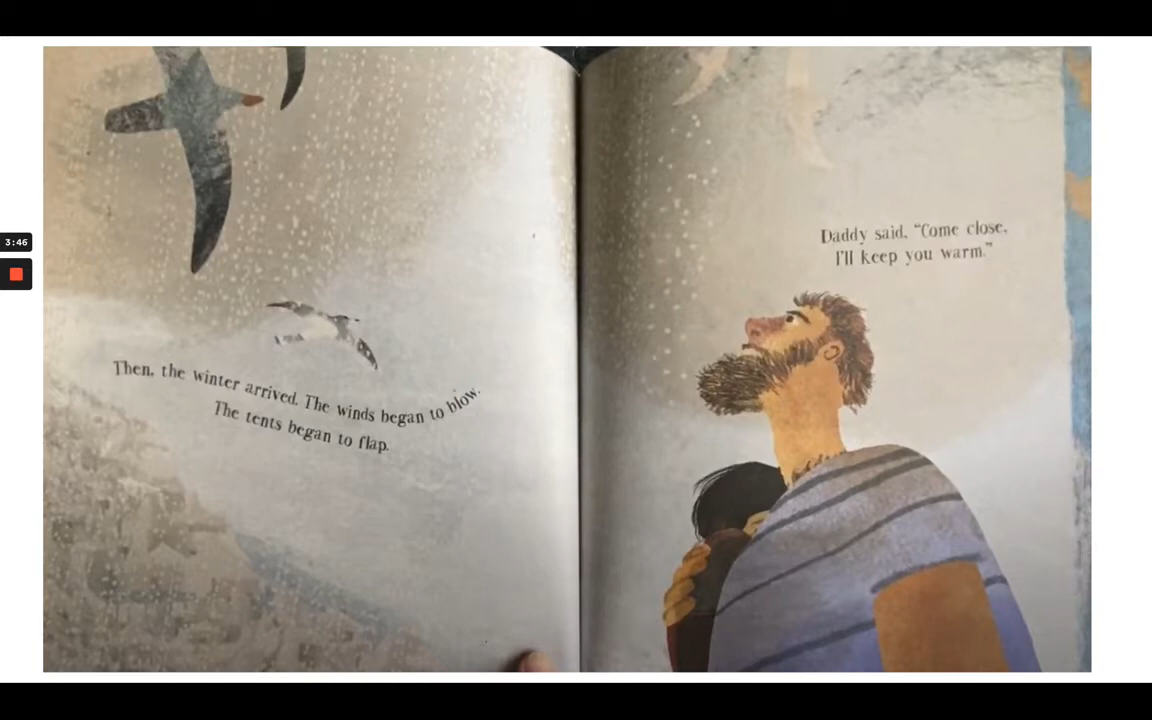 3:46
Then, the winter arrived. The winds began to blow.
The tents began to flap.
Daddy said, "Come close,
I'll keep you warm."